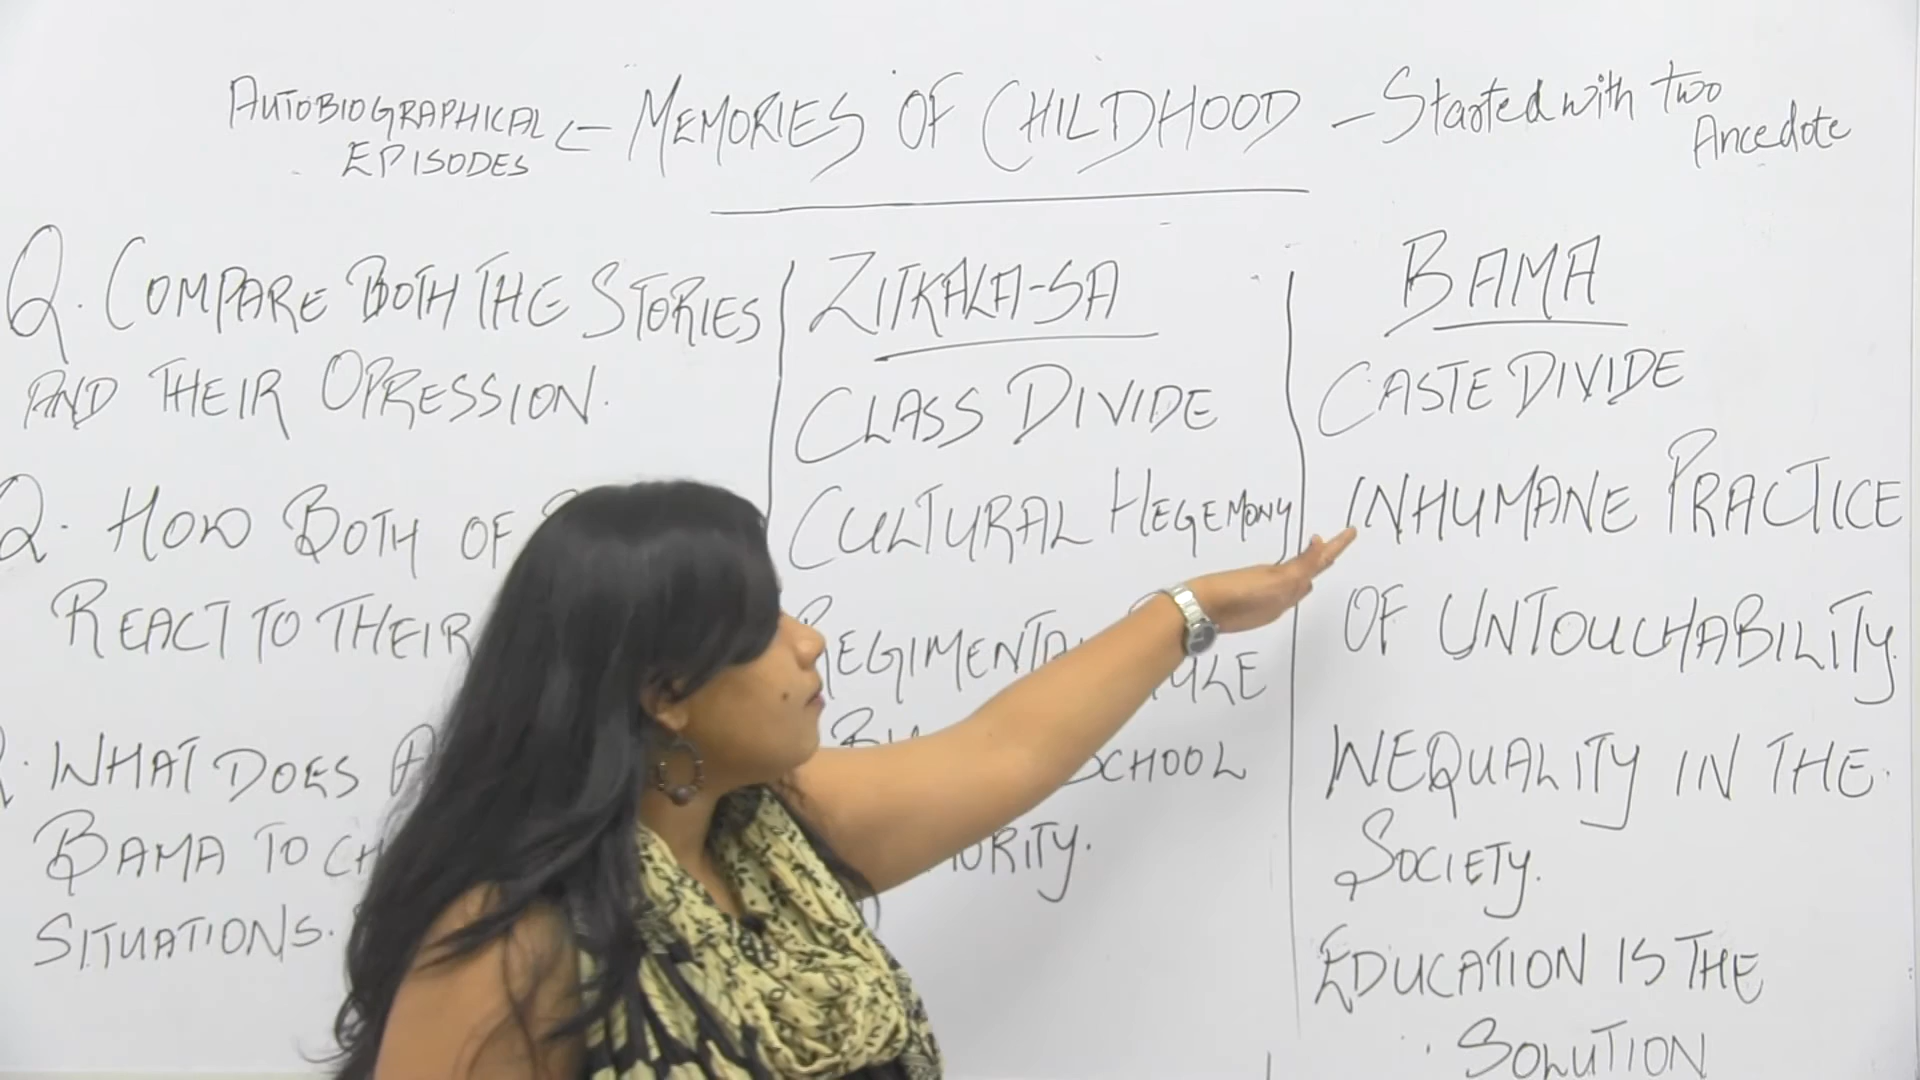 AUTOBIOGRAPHICAL
EPISODES
<- MEMORIES OF CHILDHOOD - Started with two
Ancedote
Q. COMPARE BOTH THE STORIES
AND THEIR OPRESSION.
Q. HOW BOTH OF
REACT TO THEIR
WHAT DOES
BAMA TO
SITUATIONS.
ZITKALA-SA
CLASS DIVIDE
CULTURAL HEGEMONY
SCHOOL
BAMA
CASTE DIVIDE
INHUMANE PRACTICE
OF UNTOUCHABILITY.
INEQUALITY IN THE
SOCIETY.
EDUCATION IS THE
SOLUTION